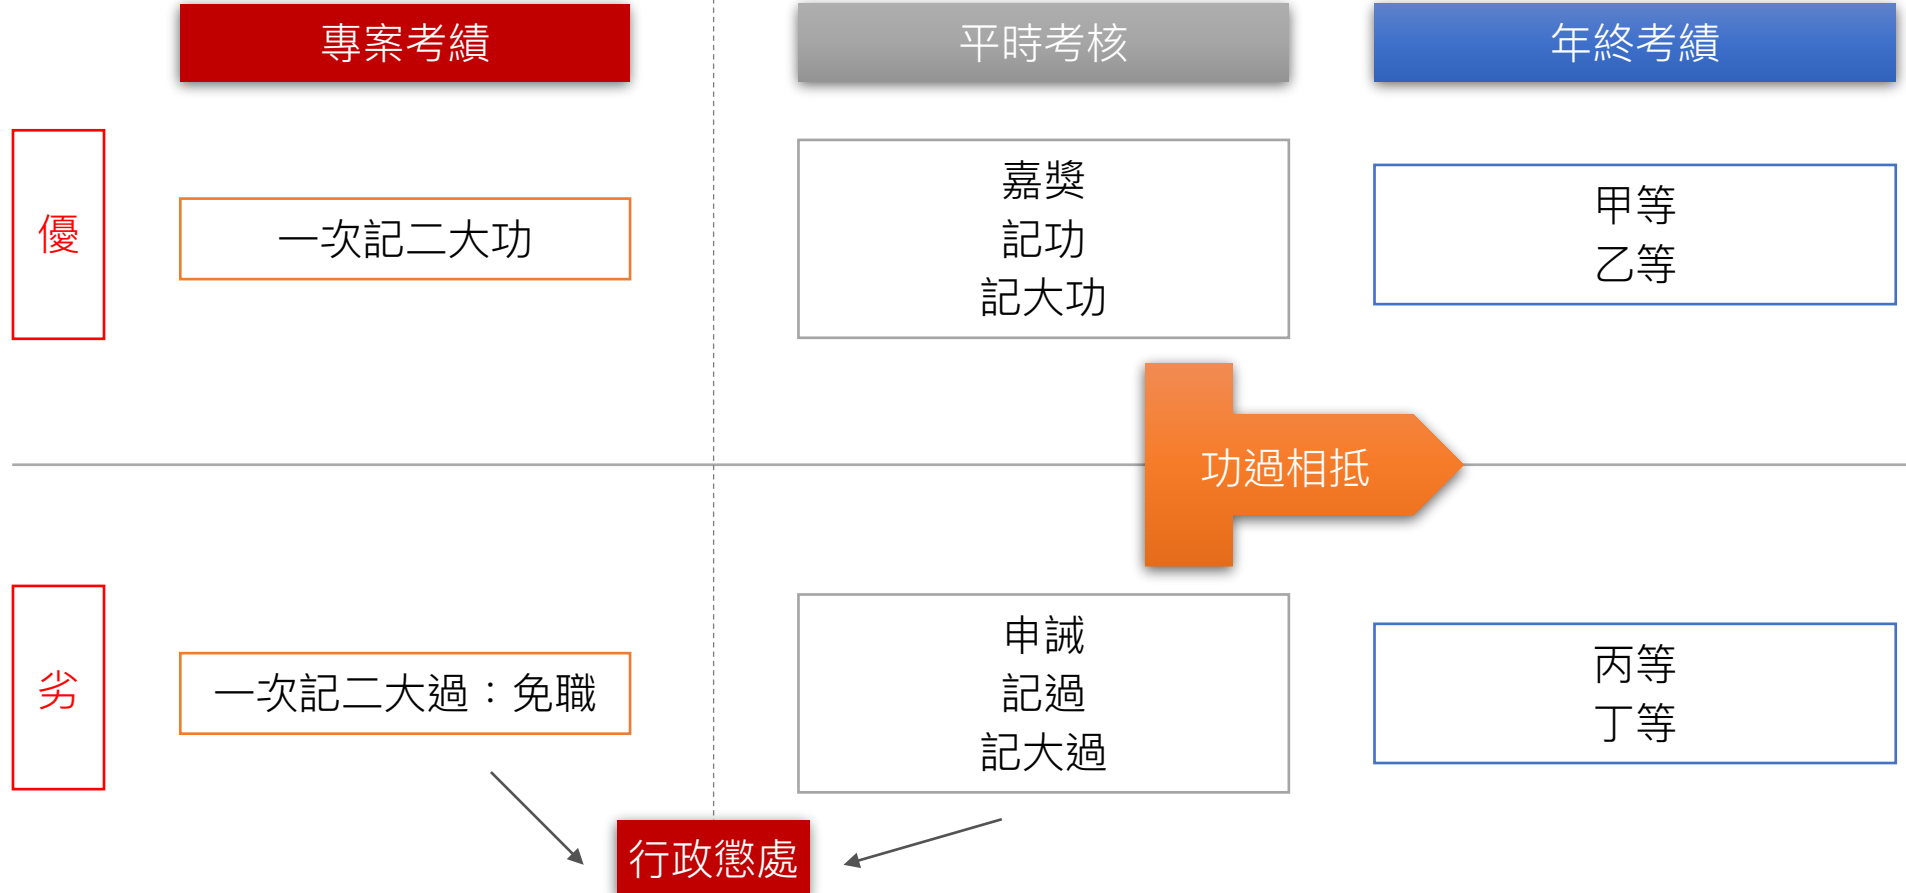 專案考績
平時考核
年終考績
優
一次記二大功
嘉獎
記功
記大功
甲等
乙等
功過相抵
劣
一次記二大過：免職
申誡
記過
記大過
丙等
丁等
行政懲處